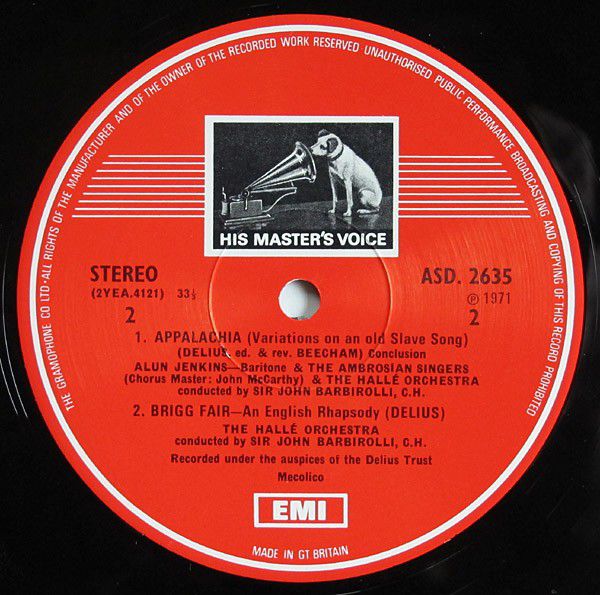 THE GRAMOPHONE CO LTD·ALL RIGHTS OF THE MANUFACTURER AND OF THE OWNER OF THE RECORDED WORK RESERVED·UNAUTHORISED PUBLIC PERFORMANCE BROADCASTING AND COPYING OF THIS RECORD PROHIBITED
HIS MASTER'S VOICE
STEREO
(2YEA.4121) 33⅓
2
ASD. 2635
℗ 1971
2
1. APPALACHIA (Variations on an old Slave Song)
(DELIUS ed. & rev. BEECHAM) Conclusion
ALUN JENKINS—Baritone & THE AMBROSIAN SINGERS
(Chorus Master: John McCarthy) & THE HALLÉ ORCHESTRA
conducted by SIR JOHN BARBIROLLI, C.H.
2. BRIGG FAIR—An English Rhapsody (DELIUS)
THE HALLÉ ORCHESTRA
conducted by SIR JOHN BARBIROLLI, C.H.
Recorded under the auspices of the Delius Trust
Mecolico
EMI
MADE IN GT BRITAIN